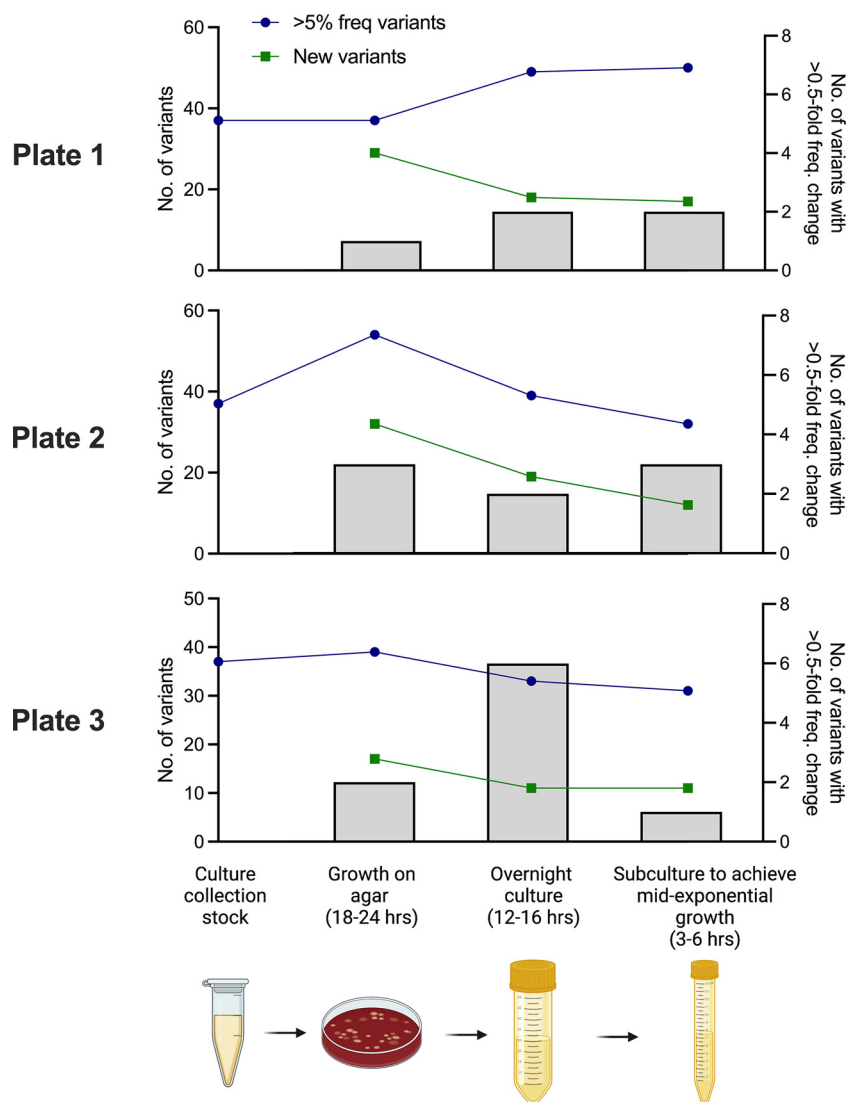 >5% freq variants
New variants
Plate 1
No. of variants
60
40
20
0
8
6
4
2
0
No. of variants with
>0.5-fold freq. change
Plate 2
No. of variants
60
40
20
0
8
6
4
2
0
No. of variants with
>0.5-fold freq. change
Plate 3
No. of variants
50
40
30
20
10
0
8
6
4
2
0
No. of variants with
>0.5-fold freq. change
Culture
collection
stock
Growth on
agar
(18-24 hrs)
Overnight
culture
(12-16 hrs)
Subculture to achieve
mid-exponential
growth
(3-6 hrs)